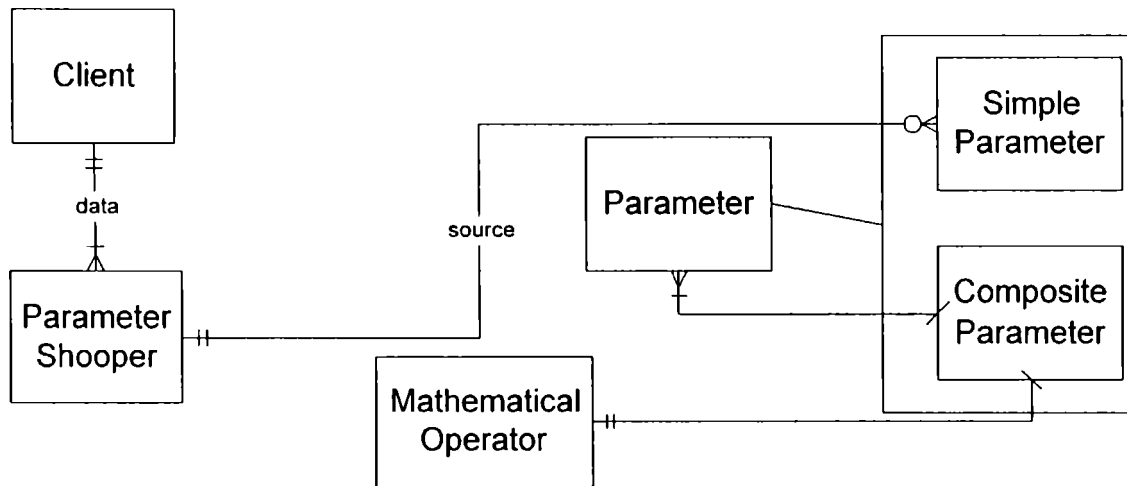 Client
Simple
Parameter
data
Parameter
source
Parameter
Shooper
Composite
Parameter
Mathematical
Operator